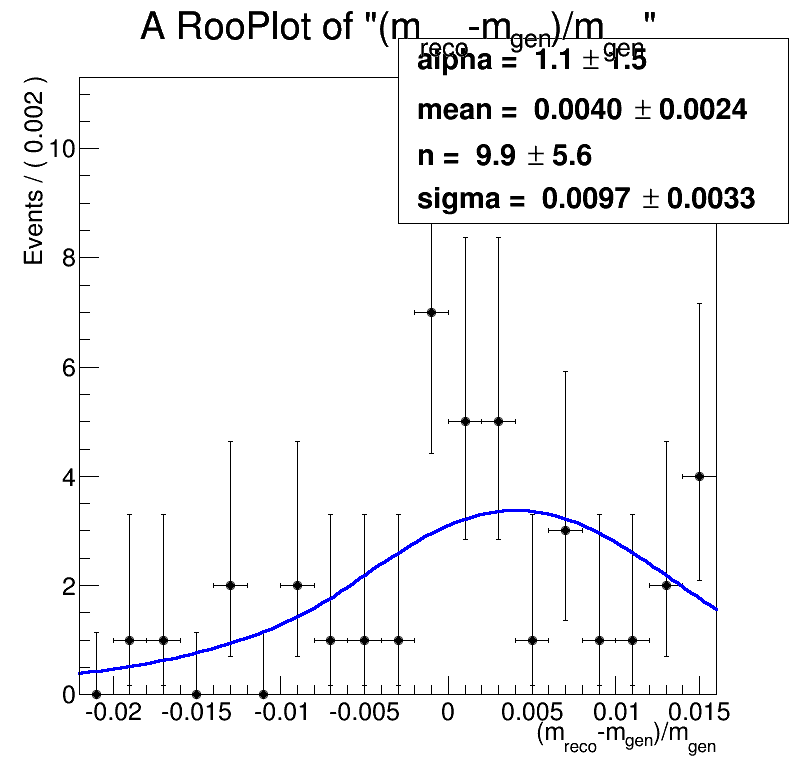 A RooPlot of "(m_reco-m_gen)/m_gen"
alpha = 1.1 ± 1.5
mean = 0.0040 ± 0.0024
n = 9.9 ± 5.6
sigma = 0.0097 ± 0.0033
Events / ( 0.002 )
10
8
6
4
2
0
-0.02 -0.015 -0.01 -0.005 0 0.005 0.01 0.015
(m_reco-m_gen)/m_gen